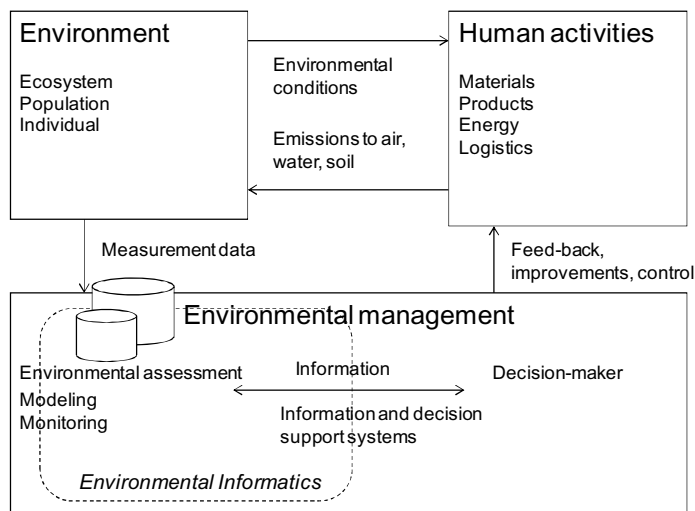 Environment
Ecosystem
Population
Individual
Environmental
conditions
Emissions to air,
water, soil
Human activities
Materials
Products
Energy
Logistics
Measurement data
Feed-back,
improvements, control
Environmental management
Environmental assessment
Modeling
Monitoring
Information
Information and decision
support systems
Decision-maker
Environmental Informatics